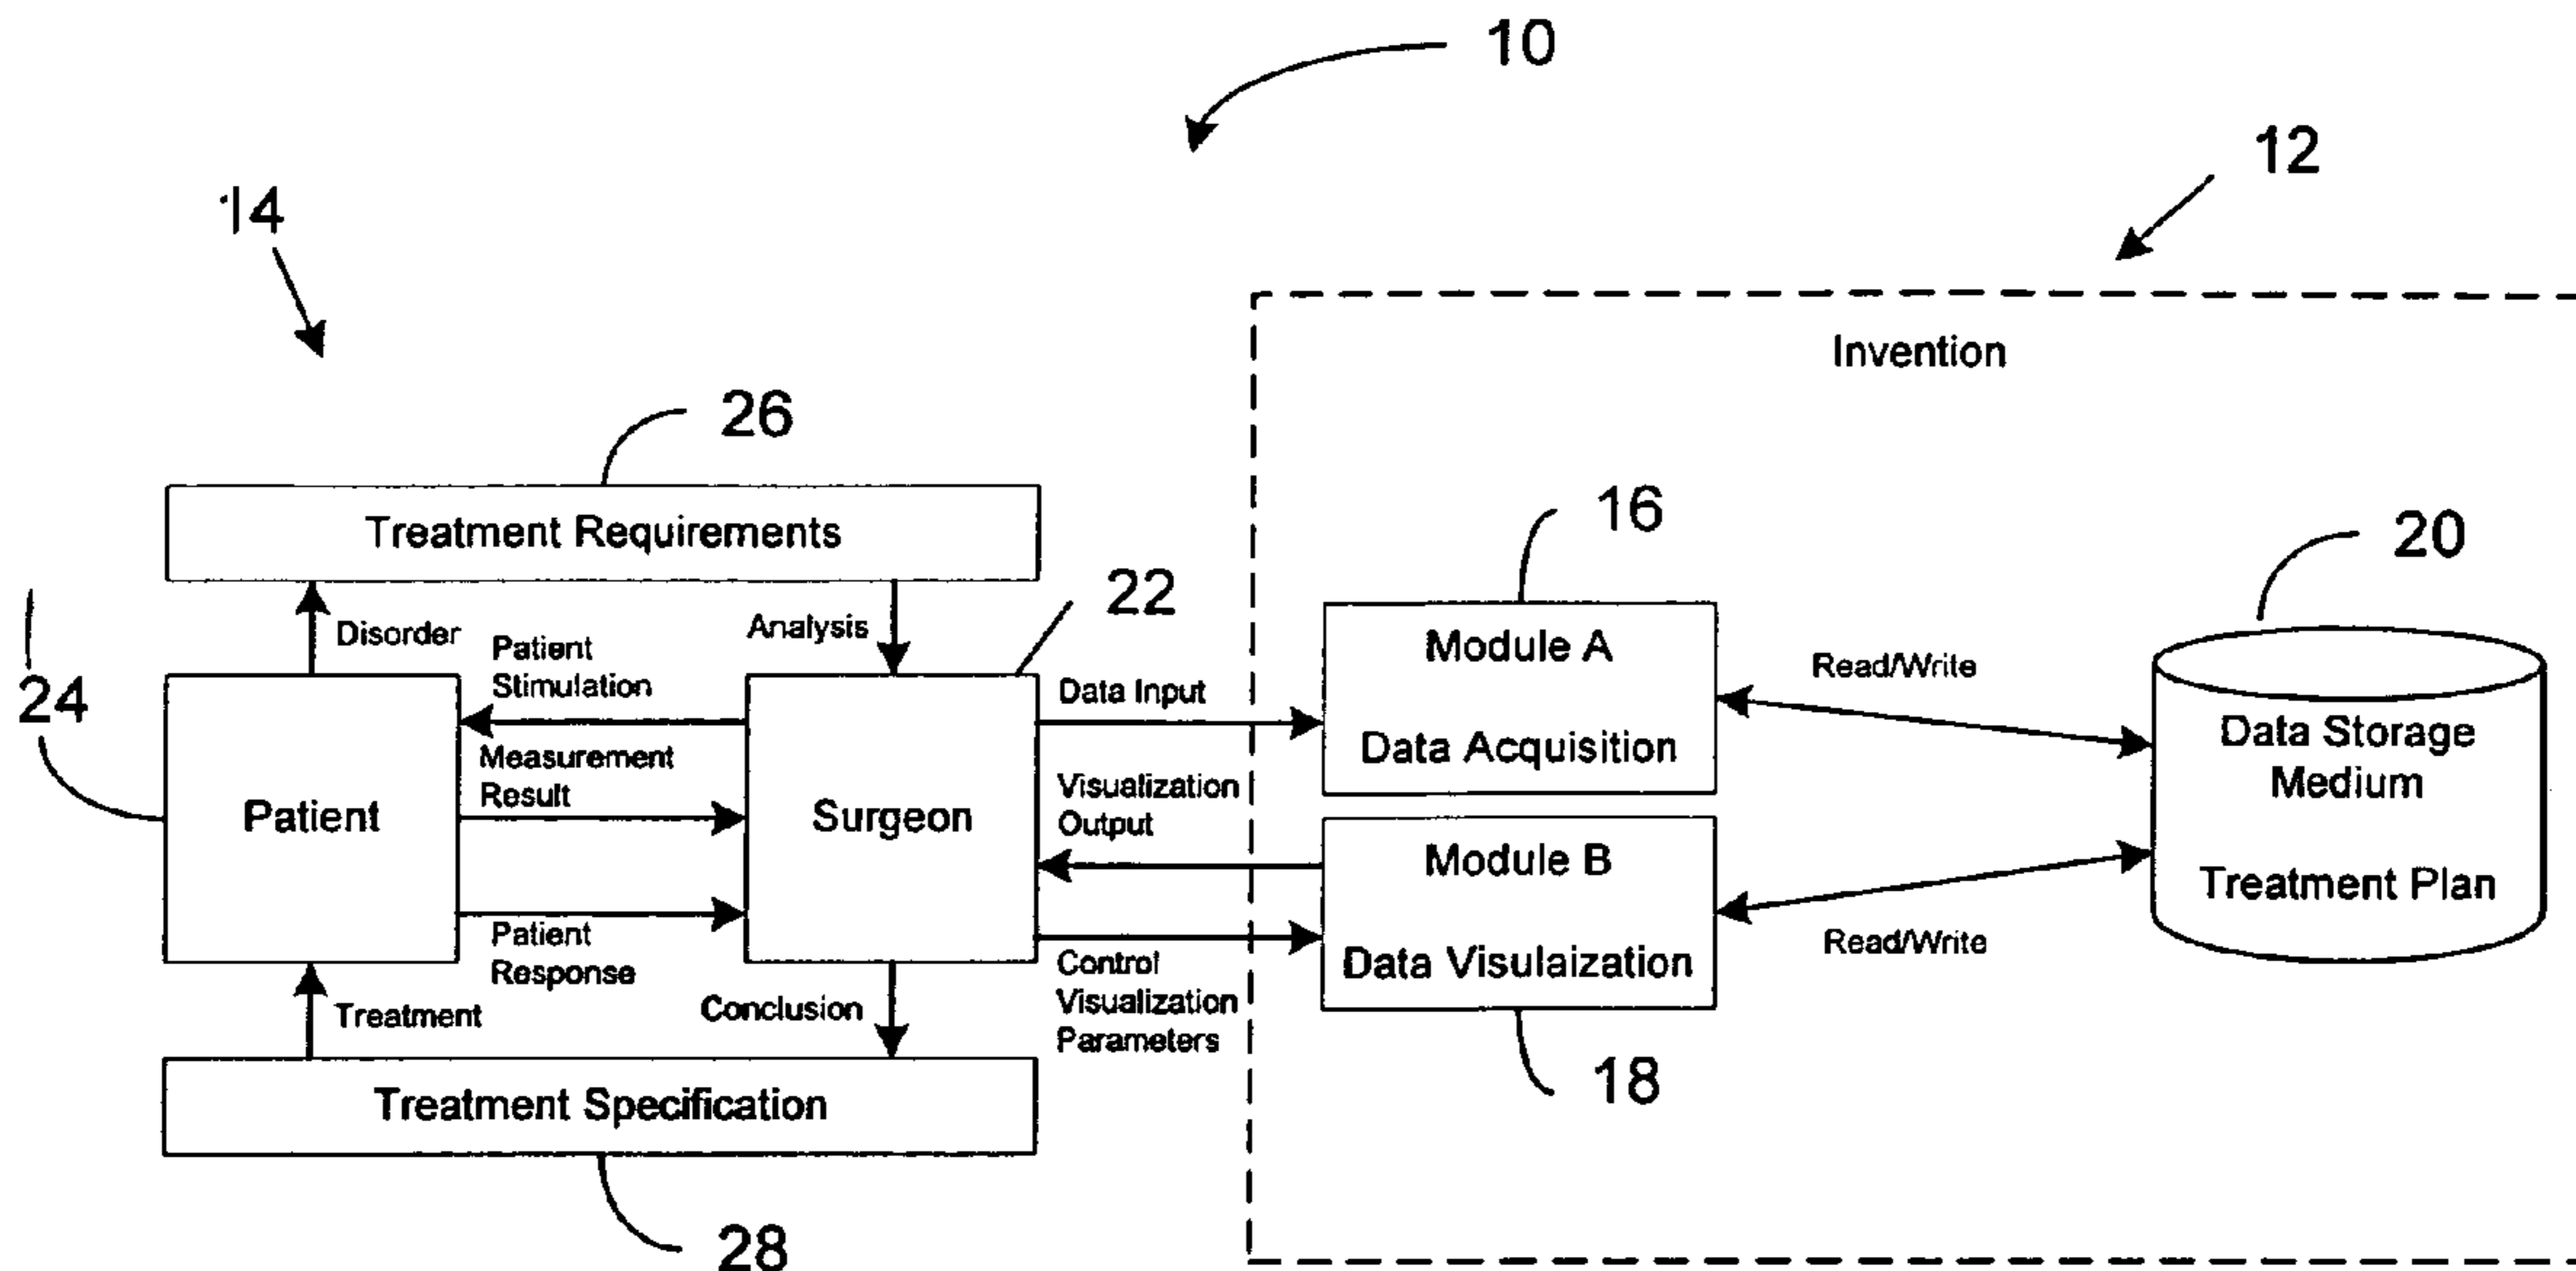 10
12
14
Invention
26
Treatment Requirements
16
20
22
Disorder
Analysis
Patient
Stimulation
Data Input
Module A
Data Acquisition
Read/Write
24
Measurement
Result
Visualization
Output
Data Storage
Medium
Treatment Plan
Patient
Surgeon
Module B
Data Visulaization
Read/Write
Patient
Response
Control
Visualization
Parameters
Treatment
Conclusion
18
Treatment Specification
28